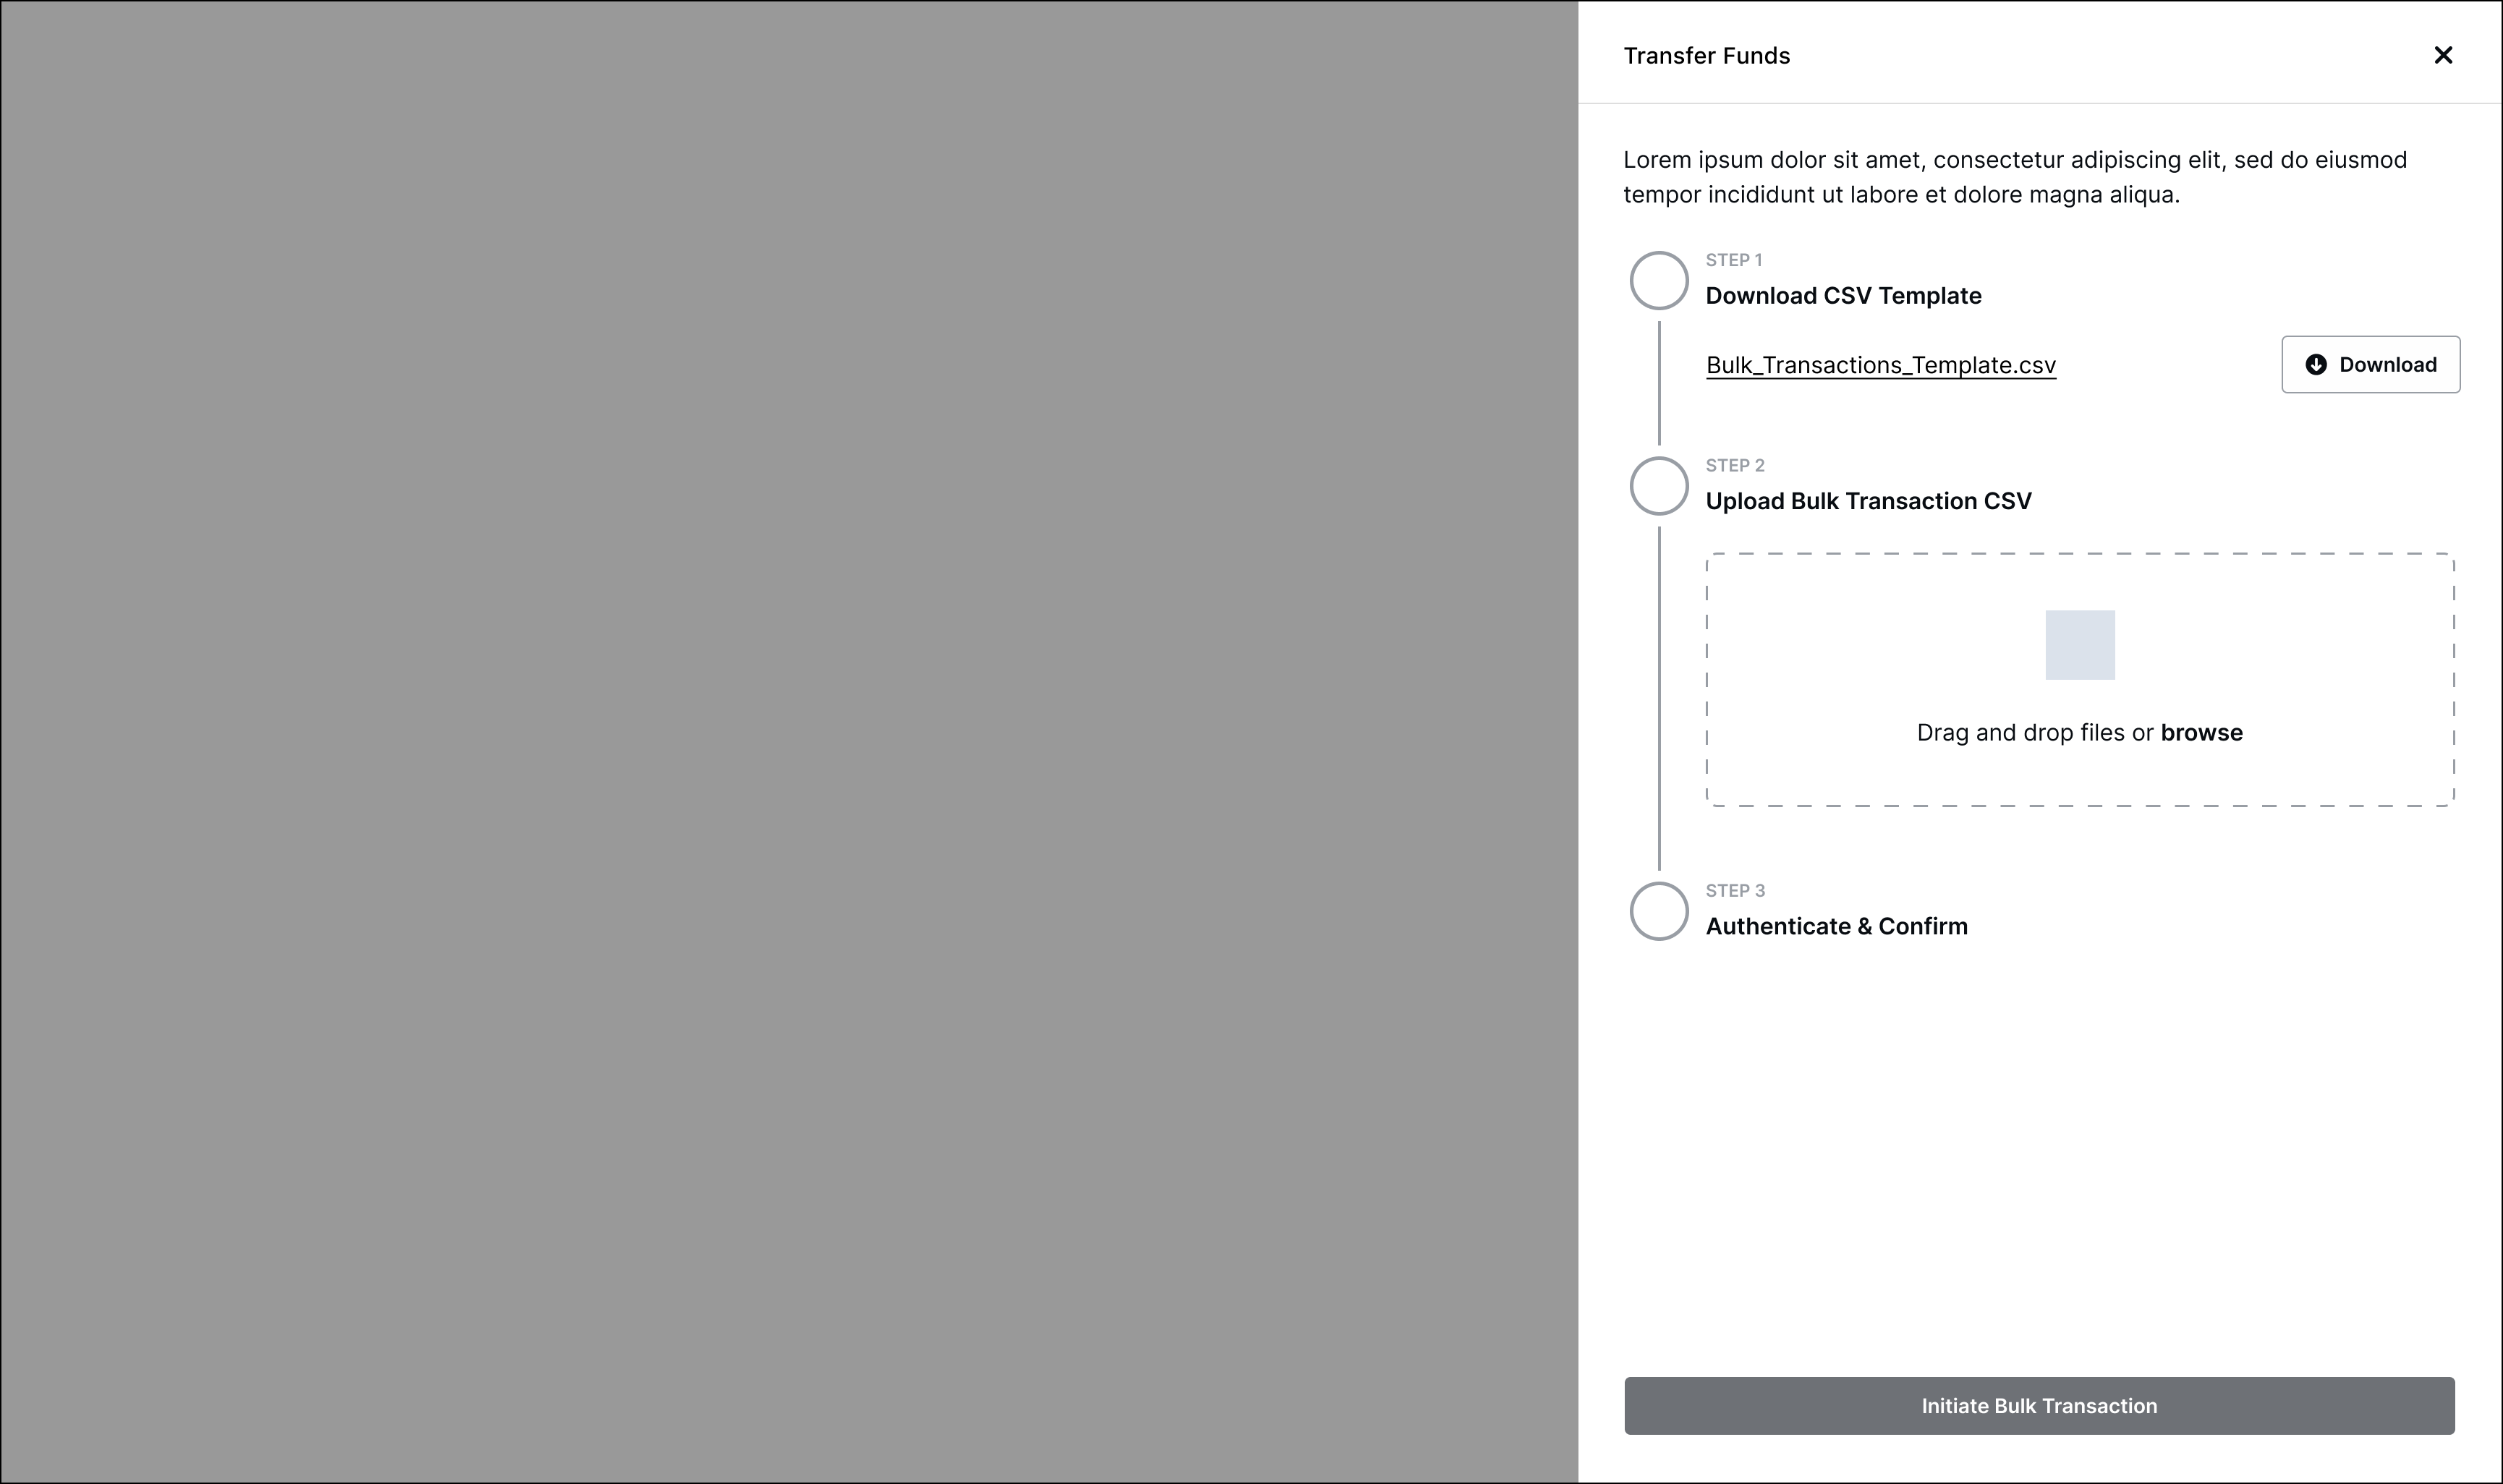 Transfer Funds
Lorem ipsum dolor sit amet, consectetur adipiscing elit, sed do eiusmod
tempor incididunt ut labore et dolore magna aliqua.
STEP 1
Download CSV Template
Bulk_Transactions_Template.csv
Download
STEP 2
Upload Bulk Transaction CSV
Drag and drop files or browse
STEP 3
Authenticate & Confirm
Initiate Bulk Transaction